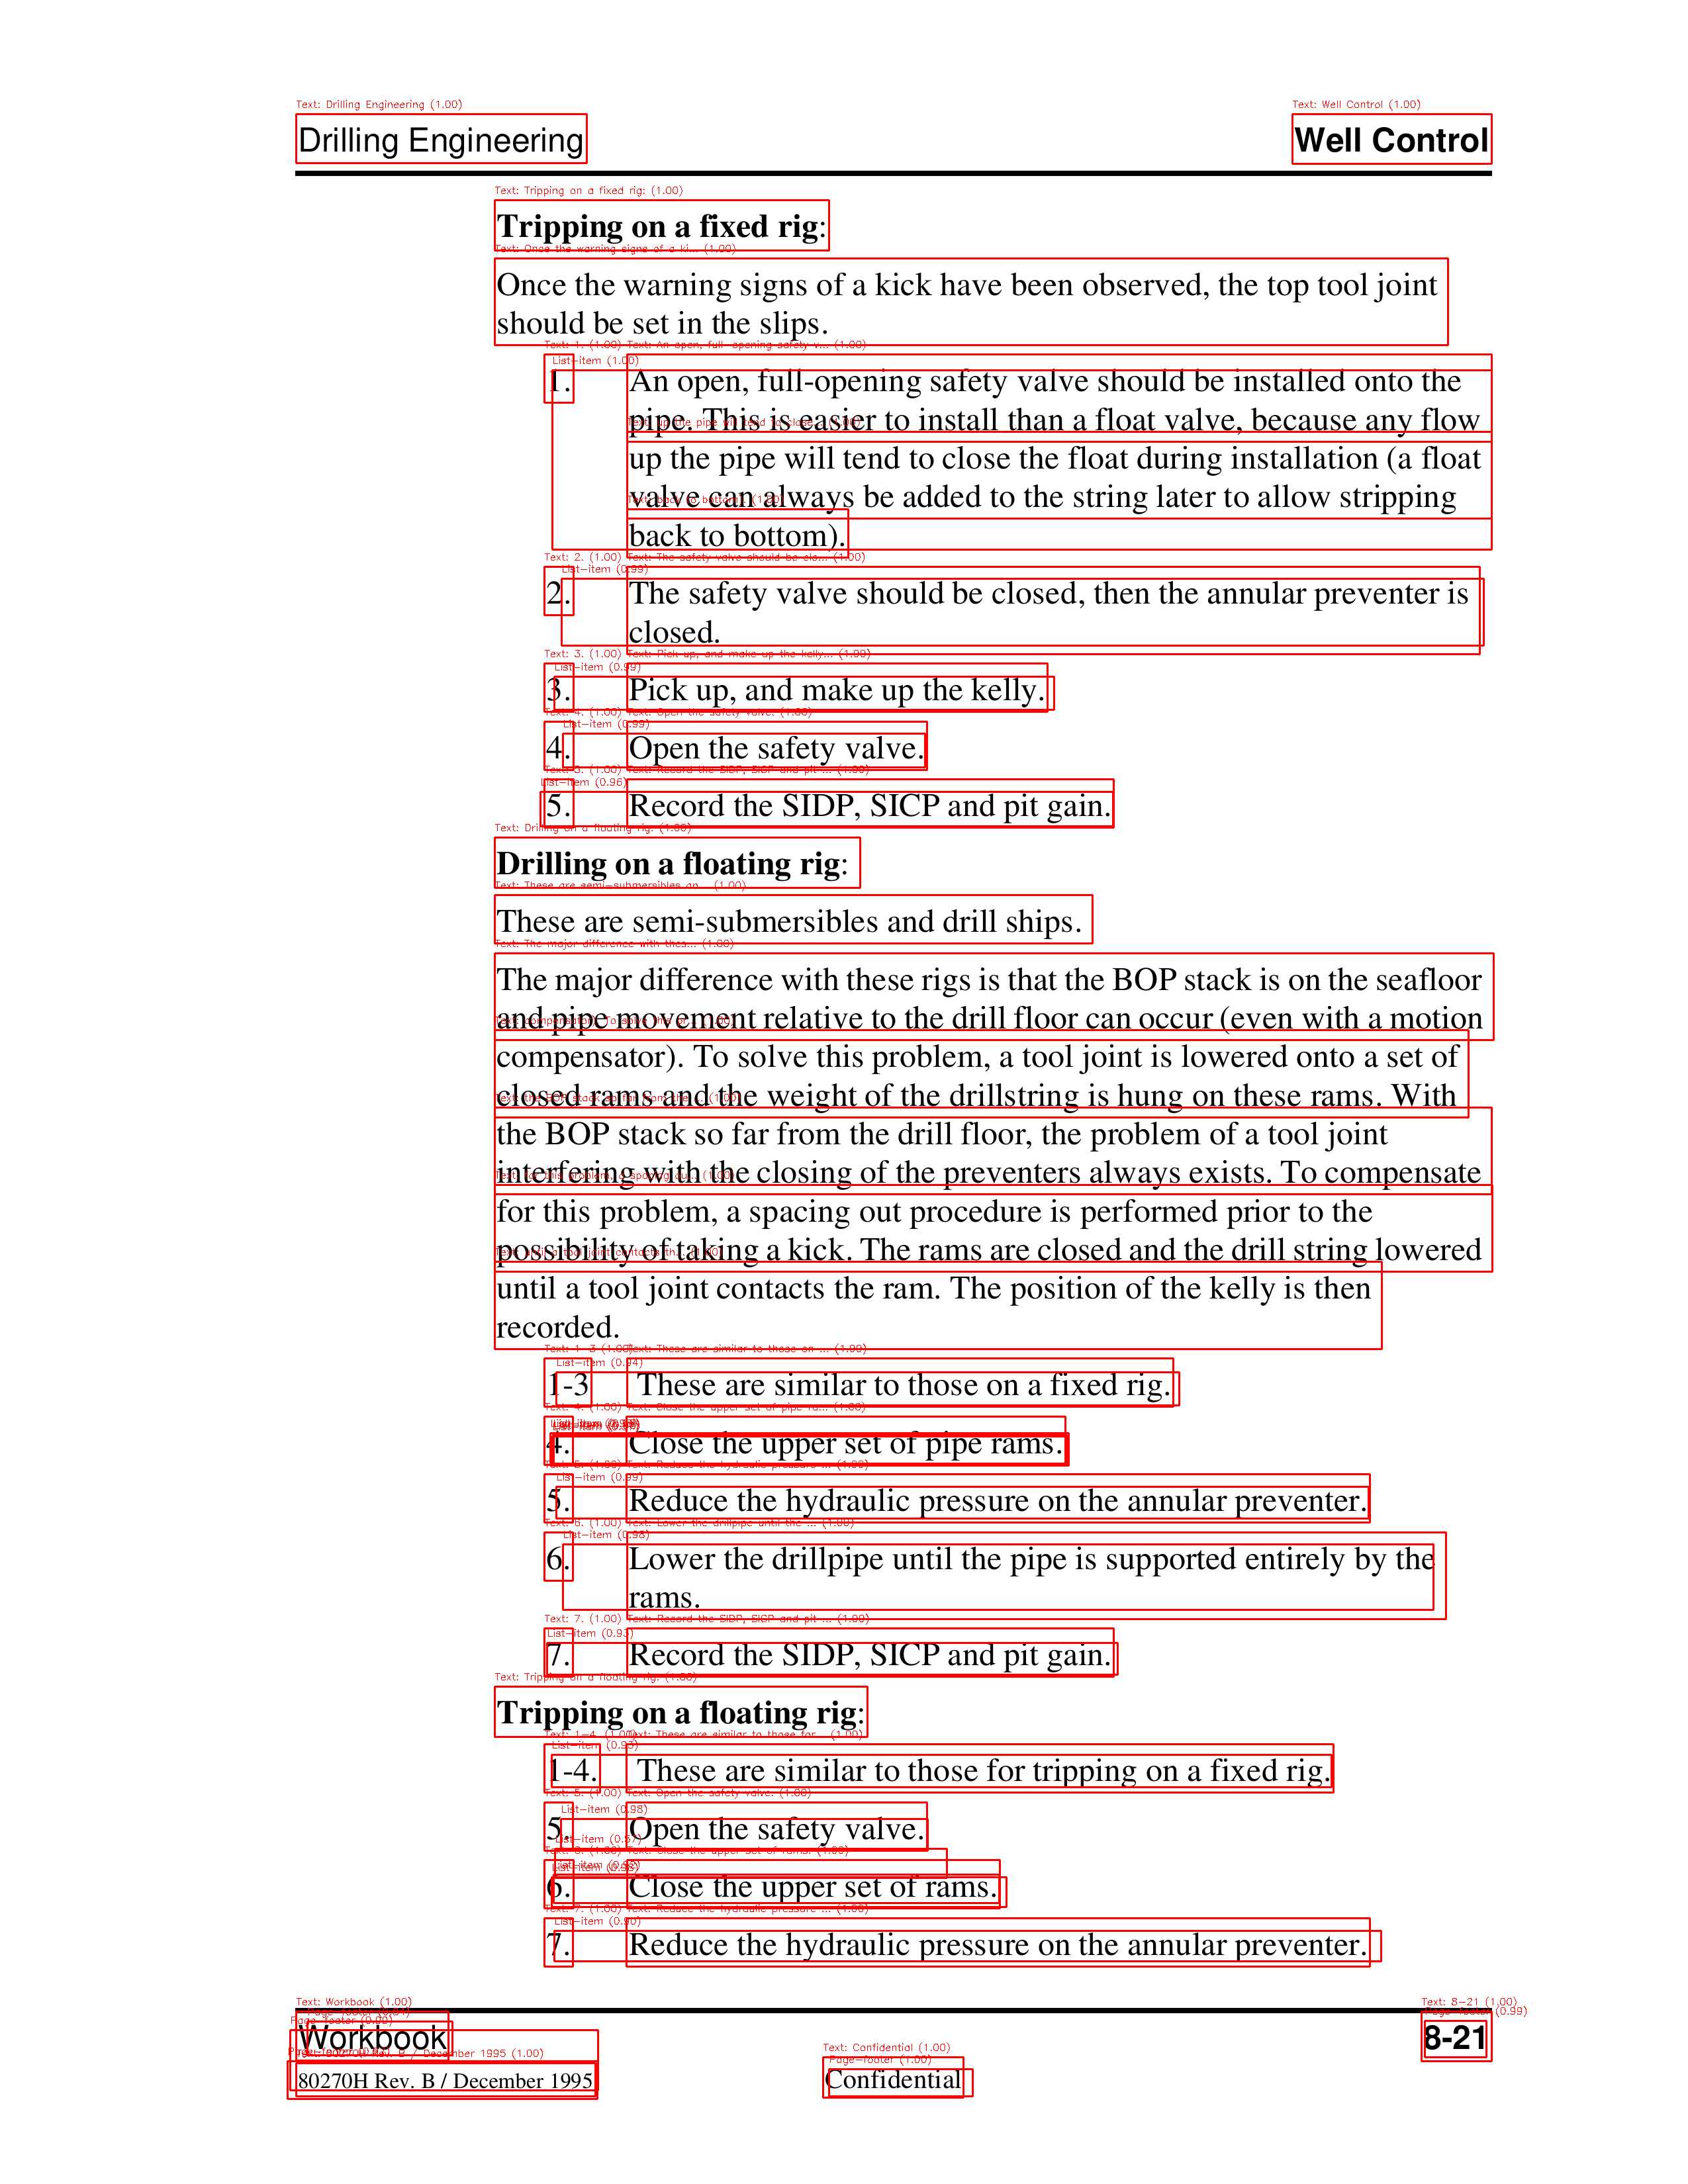 Drilling Engineering
Well Control
Tripping on a fixed rig:
Once the warning signs of a kick have been observed, the top tool joint
should be set in the slips.
1. An open, full-opening safety valve should be installed onto the
pipe. This is easier to install than a float valve, because any flow
up the pipe will tend to close the float during installation (a float
valve can always be added to the string later to allow stripping
back to bottom).
2. The safety valve should be closed, then the annular preventer is
closed.
3. Pick up, and make up the kelly.
4. Open the safety valve.
5. Record the SIDP, SICP and pit gain.
Drilling on a floating rig:
These are semi-submersibles and drill ships.
The major difference with these rigs is that the BOP stack is on the seafloor
and pipe movement relative to the drill floor can occur (even with a motion
compensator). To solve this problem, a tool joint is lowered onto a set of
closed rams and the weight of the drillstring is hung on these rams. With
the BOP stack so far from the drill floor, the problem of a tool joint
interfering with the closing of the preventers always exists. To compensate
for this problem, a spacing out procedure is performed prior to the
possibility of taking a kick. The rams are closed and the drill string lowered
until a tool joint contacts the ram. The position of the kelly is then
recorded.
1-3 These are similar to those on a fixed rig.
4. Close the upper set of pipe rams.
5. Reduce the hydraulic pressure on the annular preventer.
6. Lower the drillpipe until the pipe is supported entirely by the
rams.
7. Record the SIDP, SICP and pit gain.
Tripping on a floating rig:
1-4. These are similar to those for tripping on a fixed rig.
5. Open the safety valve.
6. Close the upper set of rams.
7. Reduce the hydraulic pressure on the annular preventer.
Workbook
8-21
80270H Rev. B / December 1995
Confidential